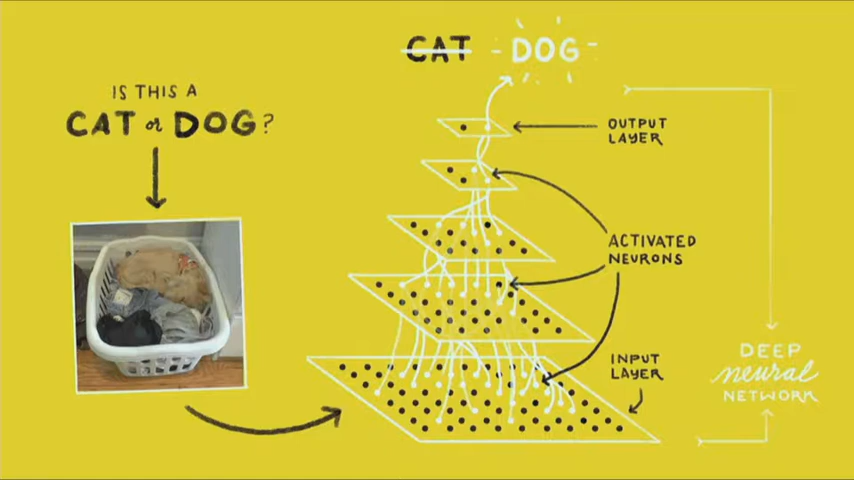 IS THIS A
CAT or DOG?
CAT DOG
OUTPUT
LAYER
ACTIVATED
NEURONS
INPUT
LAYER
DEEP
neural
NETWORK